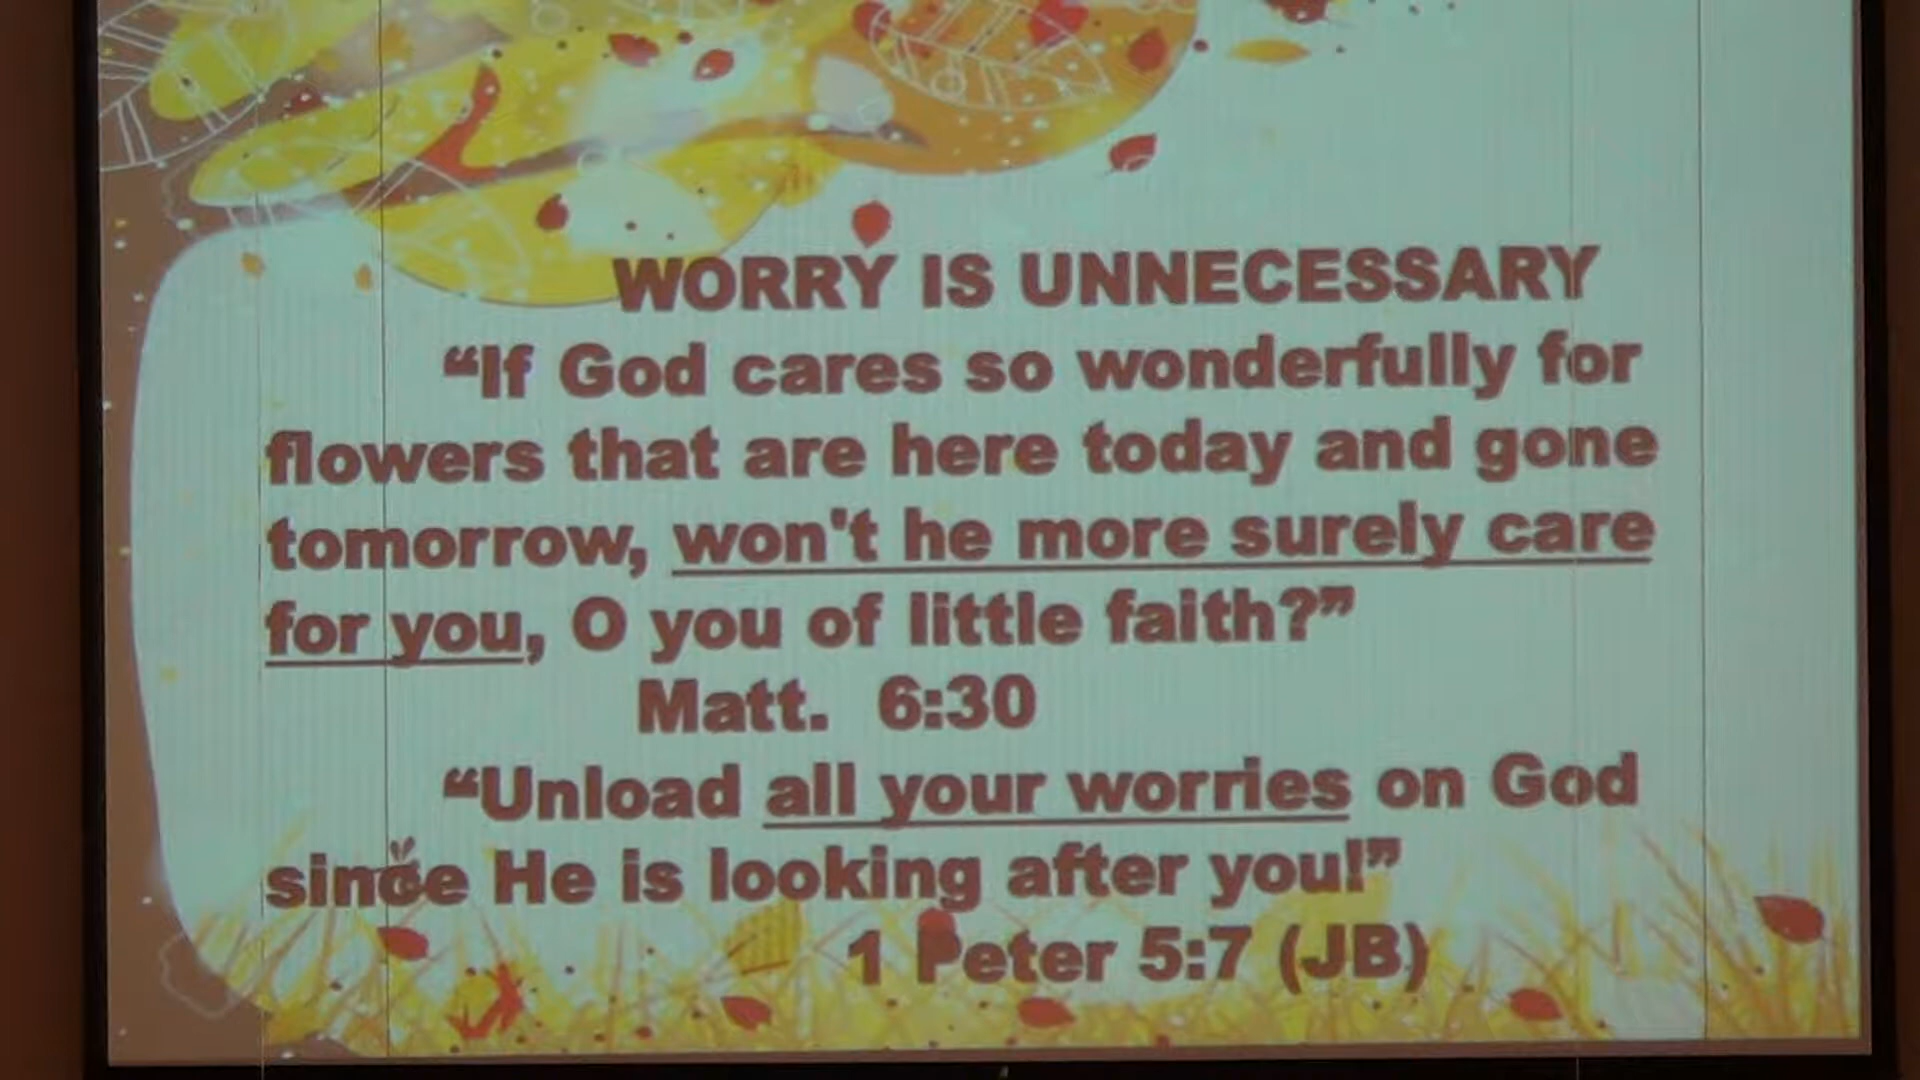 WORRY IS UNNECESSARY
“If God cares so wonderfully for
flowers that are here today and gone
tomorrow, won't he more surely care
for you, O you of little faith?”
Matt. 6:30
“Unload all your worries on God
since He is looking after you!”
1 Peter 5:7 (JB)